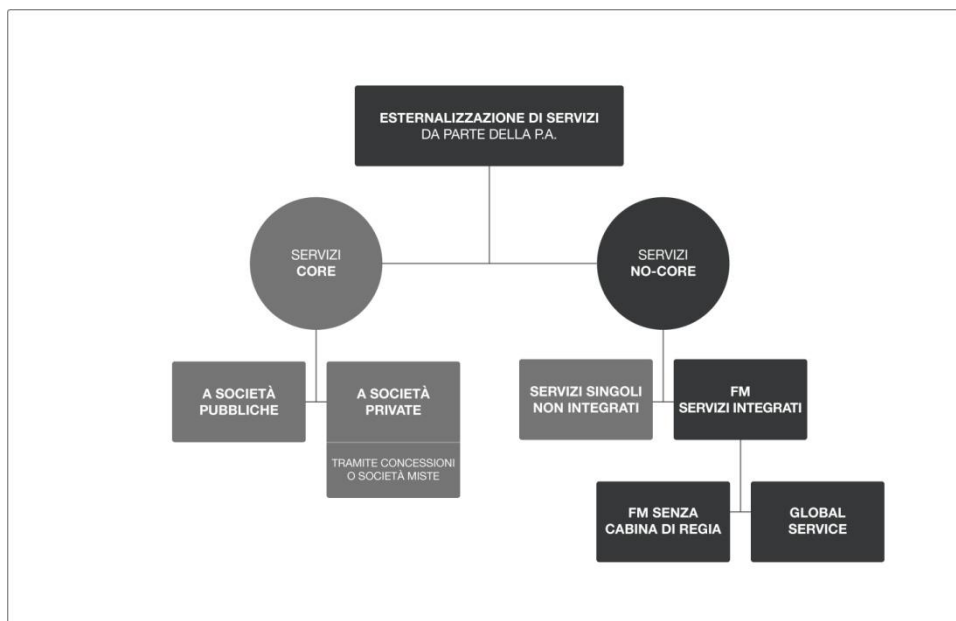 ESTERNALIZZAZIONE DI SERVIZI
DA PARTE DELLA P.A.
SERVIZI
CORE
SERVIZI
NO-CORE
A SOCIETÀ
PUBBLICHE
A SOCIETÀ
PRIVATE
TRAMITE CONCESSIONI
O SOCIETÀ MISTE
SERVIZI SINGOLI
NON INTEGRATI
FM
SERVIZI INTEGRATI
FM SENZA
CABINA DI REGIA
GLOBAL
SERVICE